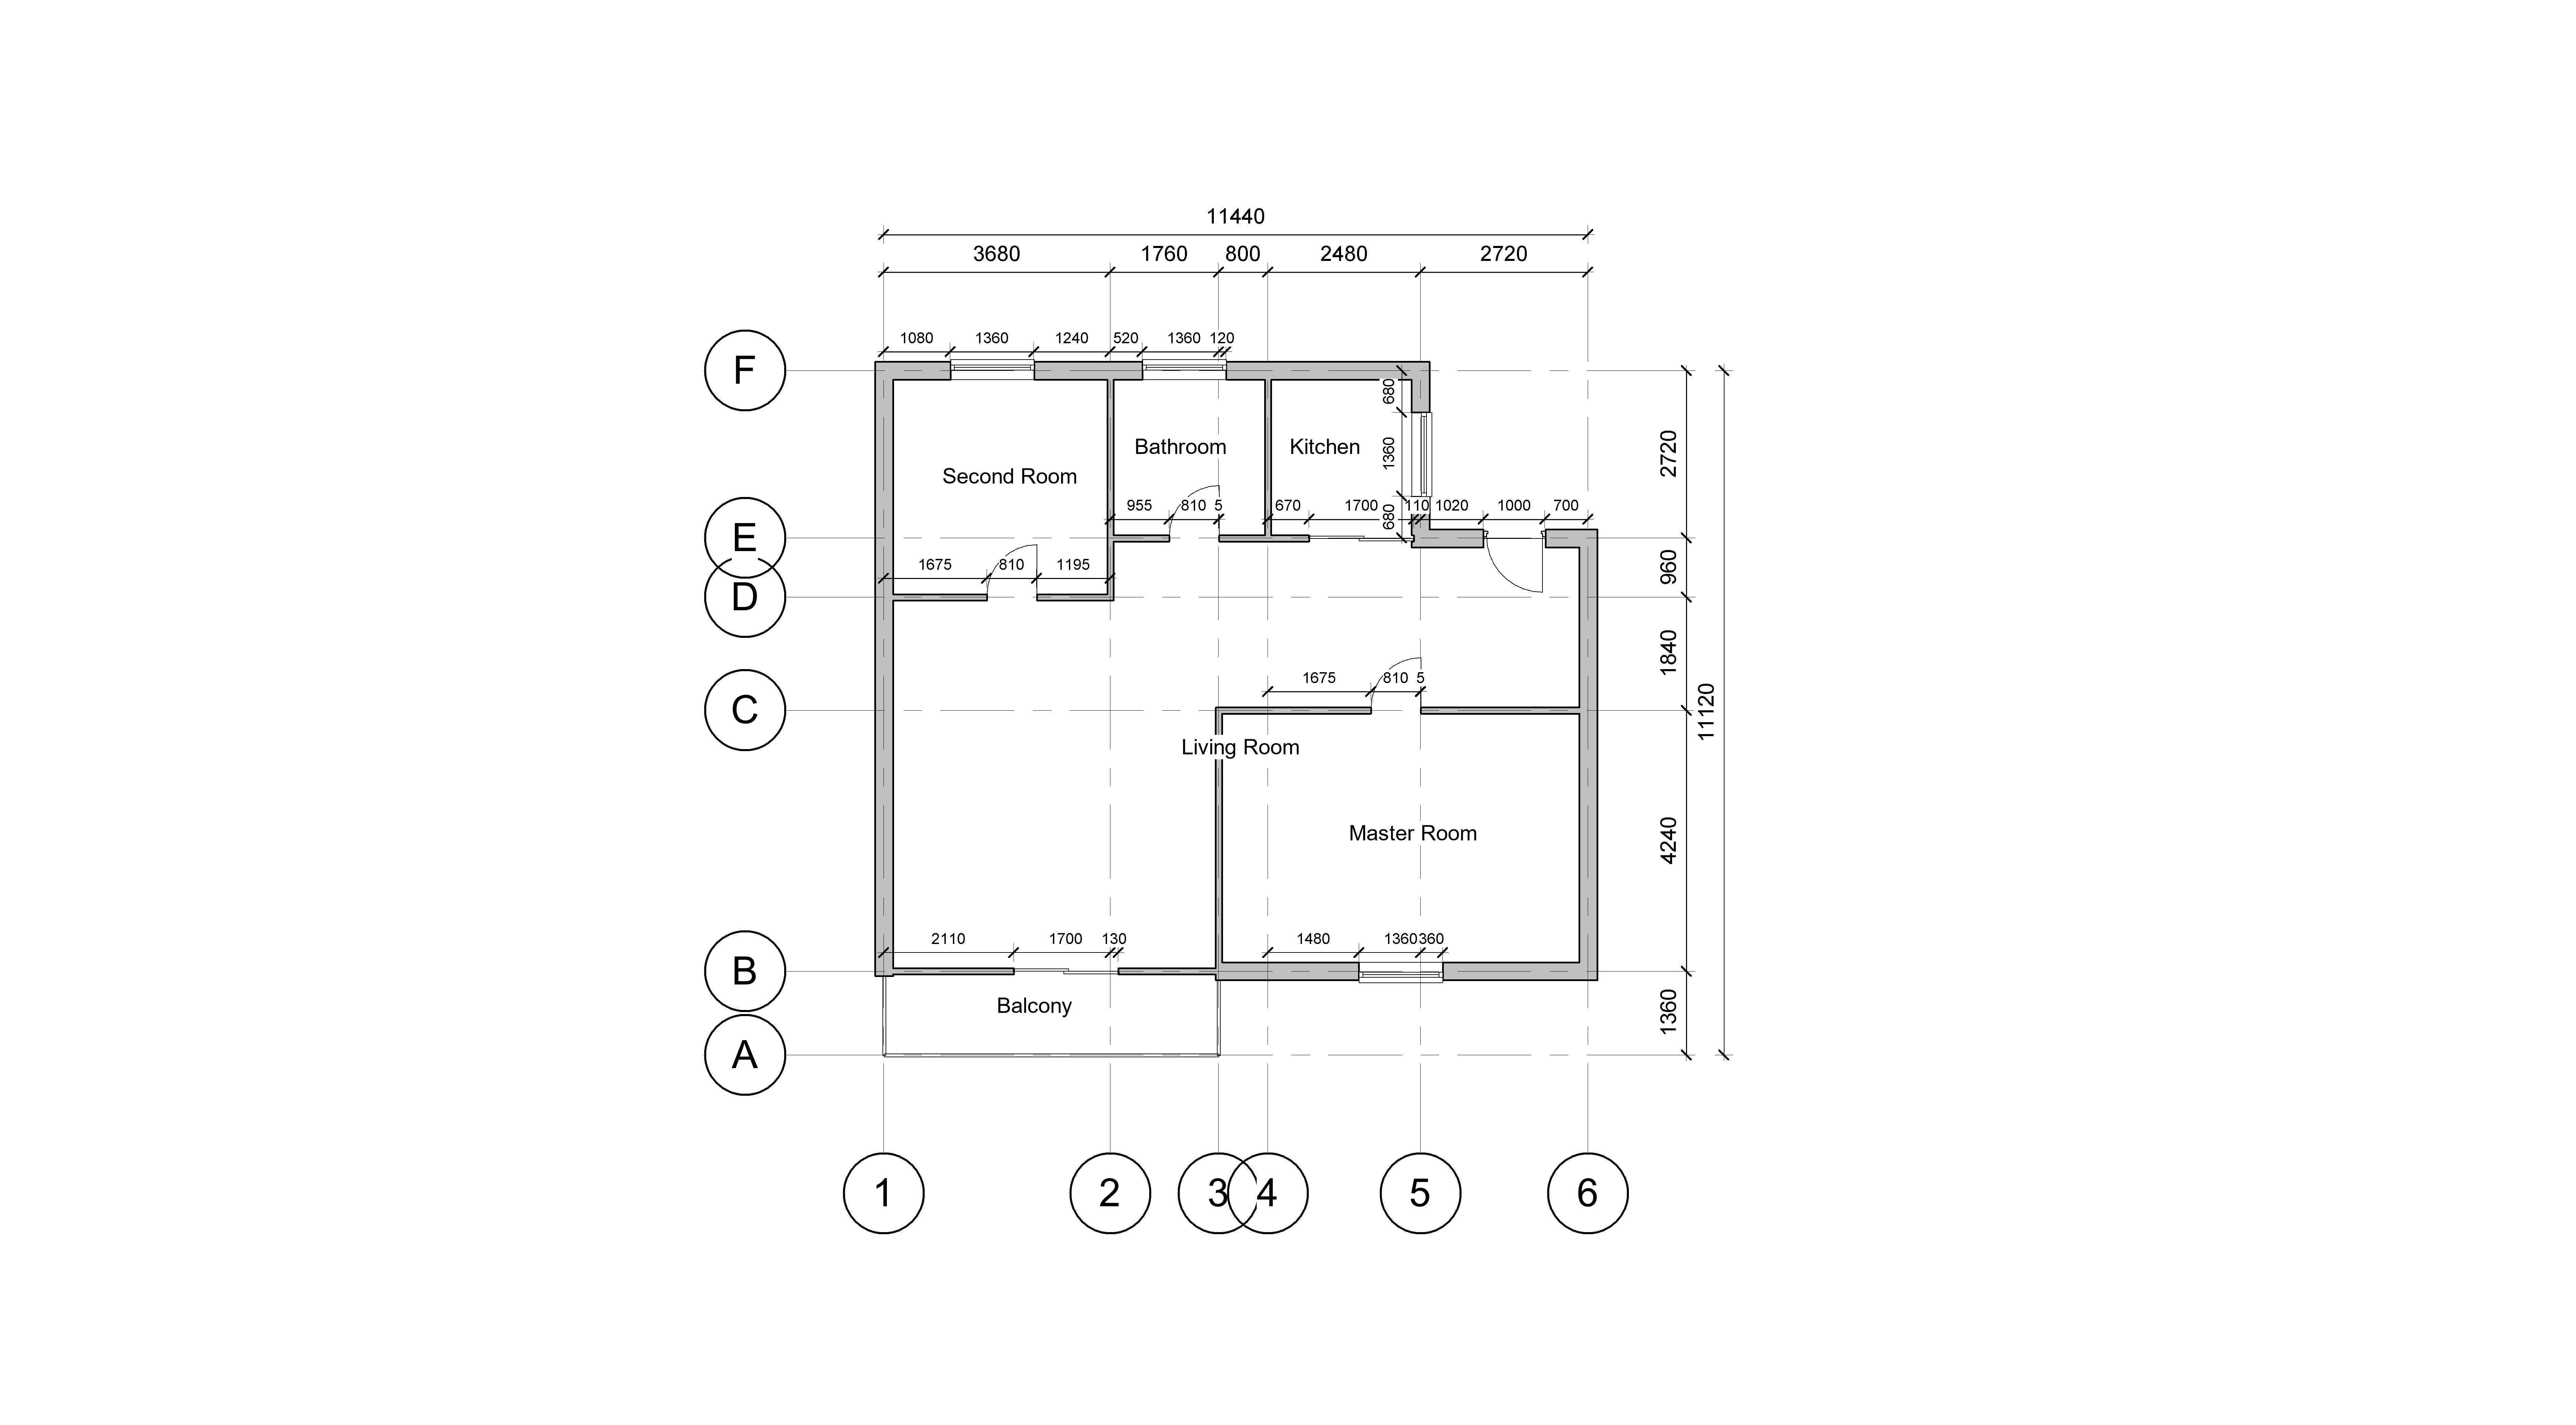 11440
3680 1760 800 2480 2720
1080 1360 1240 520 1360 120
F
680
2720
Bathroom Kitchen 1360
Second Room
955 810 5 670 1700 110 1020 1000 700
680
E
1675 810 1195 960
D
1840
1675 810 5
C 11120
Living Room
Master Room 4240
2110 1700 130 1480 1360 360
B
Balcony 1360
A
1 2 3 4 5 6